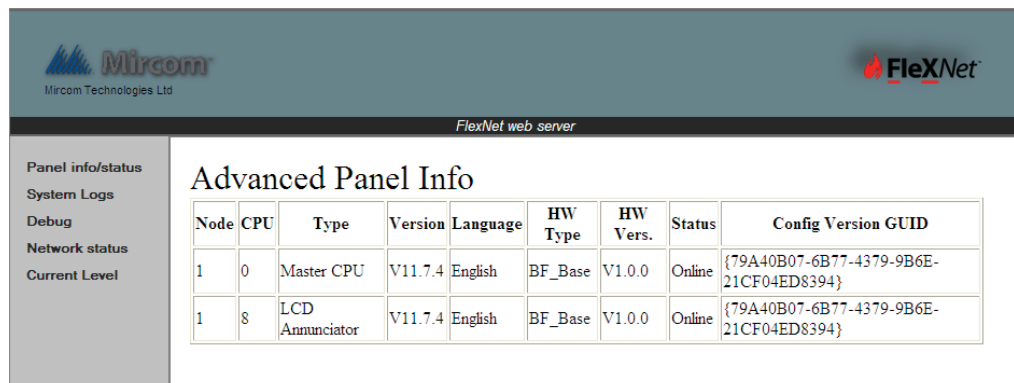 Mircom
Mircom Technologies Ltd
FleXNet
FlexNet web server
Panel info/status
System Logs
Debug
Network status
Current Level
Advanced Panel Info
Node CPU Type Version Language HW Type HW Vers. Status Config Version GUID
1 0 Master CPU V11.7.4 English BF_Base V1.0.0 Online {79A40B07-6B77-4379-9B6E-
21CF04ED8394}
1 8 LCD Annunciator V11.7.4 English BF_Base V1.0.0 Online {79A40B07-6B77-4379-9B6E-
21CF04ED8394}